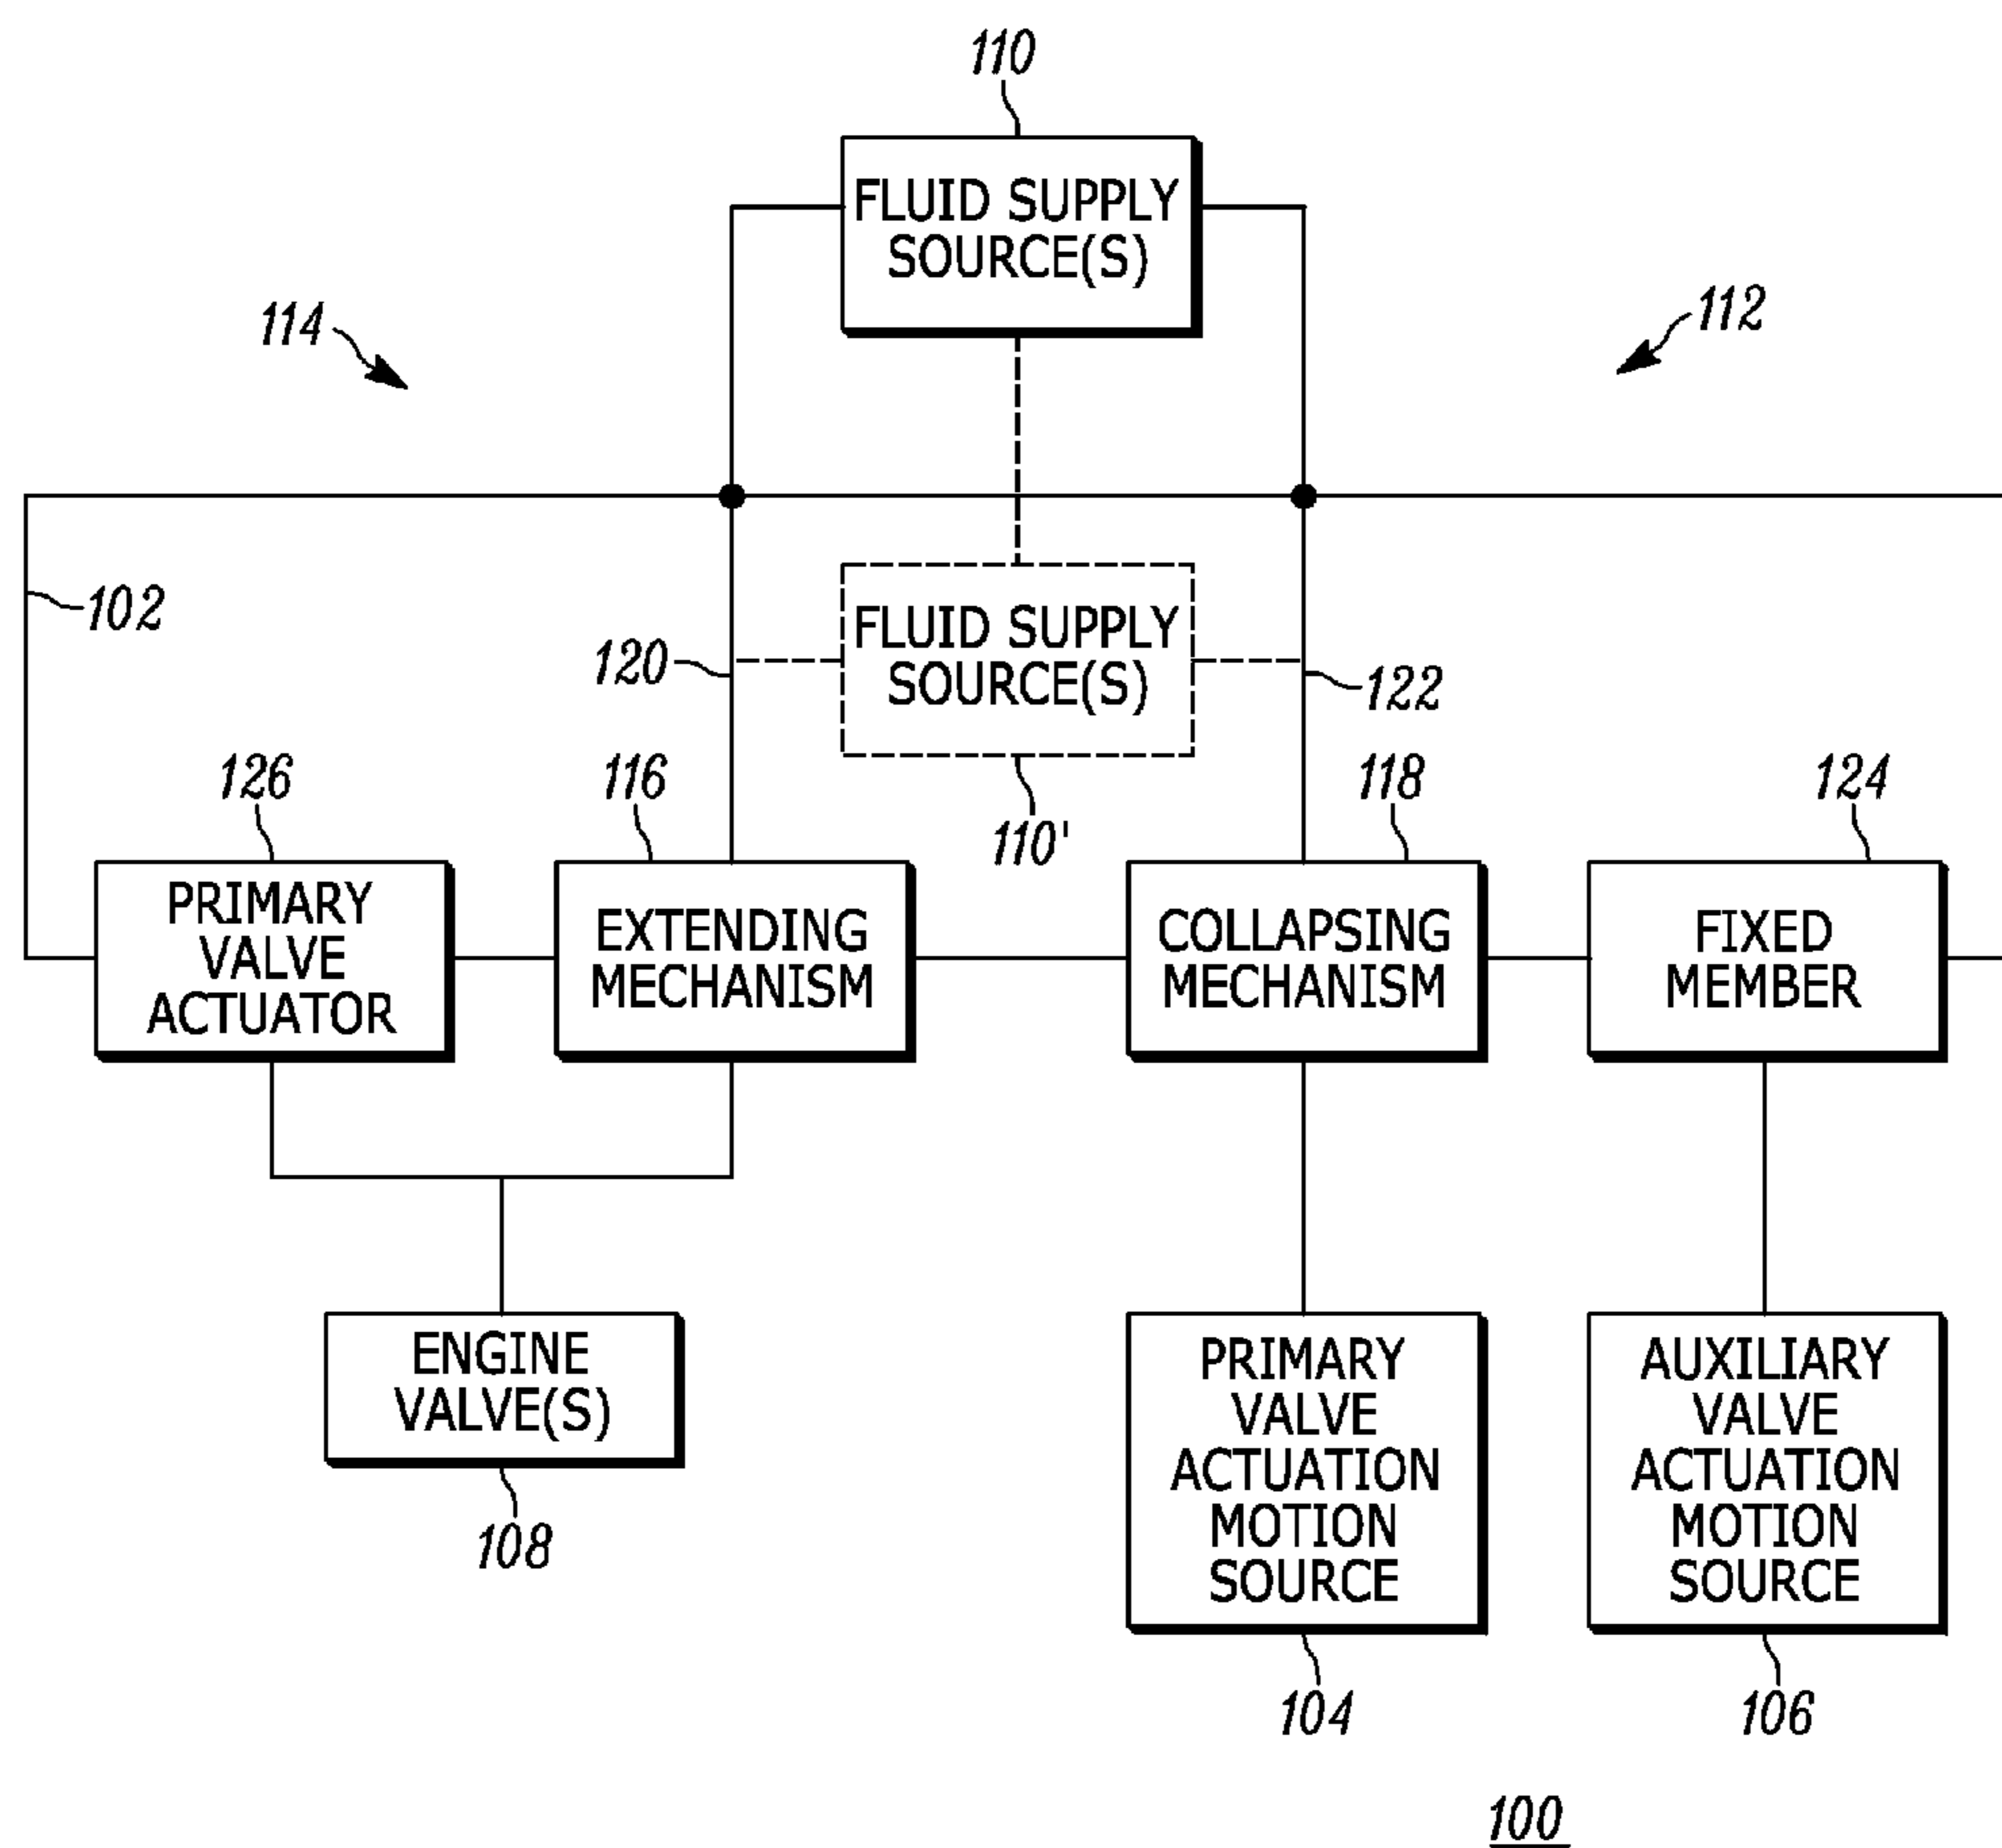 110
FLUID SUPPLY
SOURCE(S)
114
112
102
120
FLUID SUPPLY
SOURCE(S)
122
110'
126
116
118
124
PRIMARY
VALVE
ACTUATOR
EXTENDING
MECHANISM
COLLAPSING
MECHANISM
FIXED
MEMBER
ENGINE
VALVE(S)
108
PRIMARY
VALVE
ACTUATION
MOTION
SOURCE
104
AUXILIARY
VALVE
ACTUATION
MOTION
SOURCE
106
100